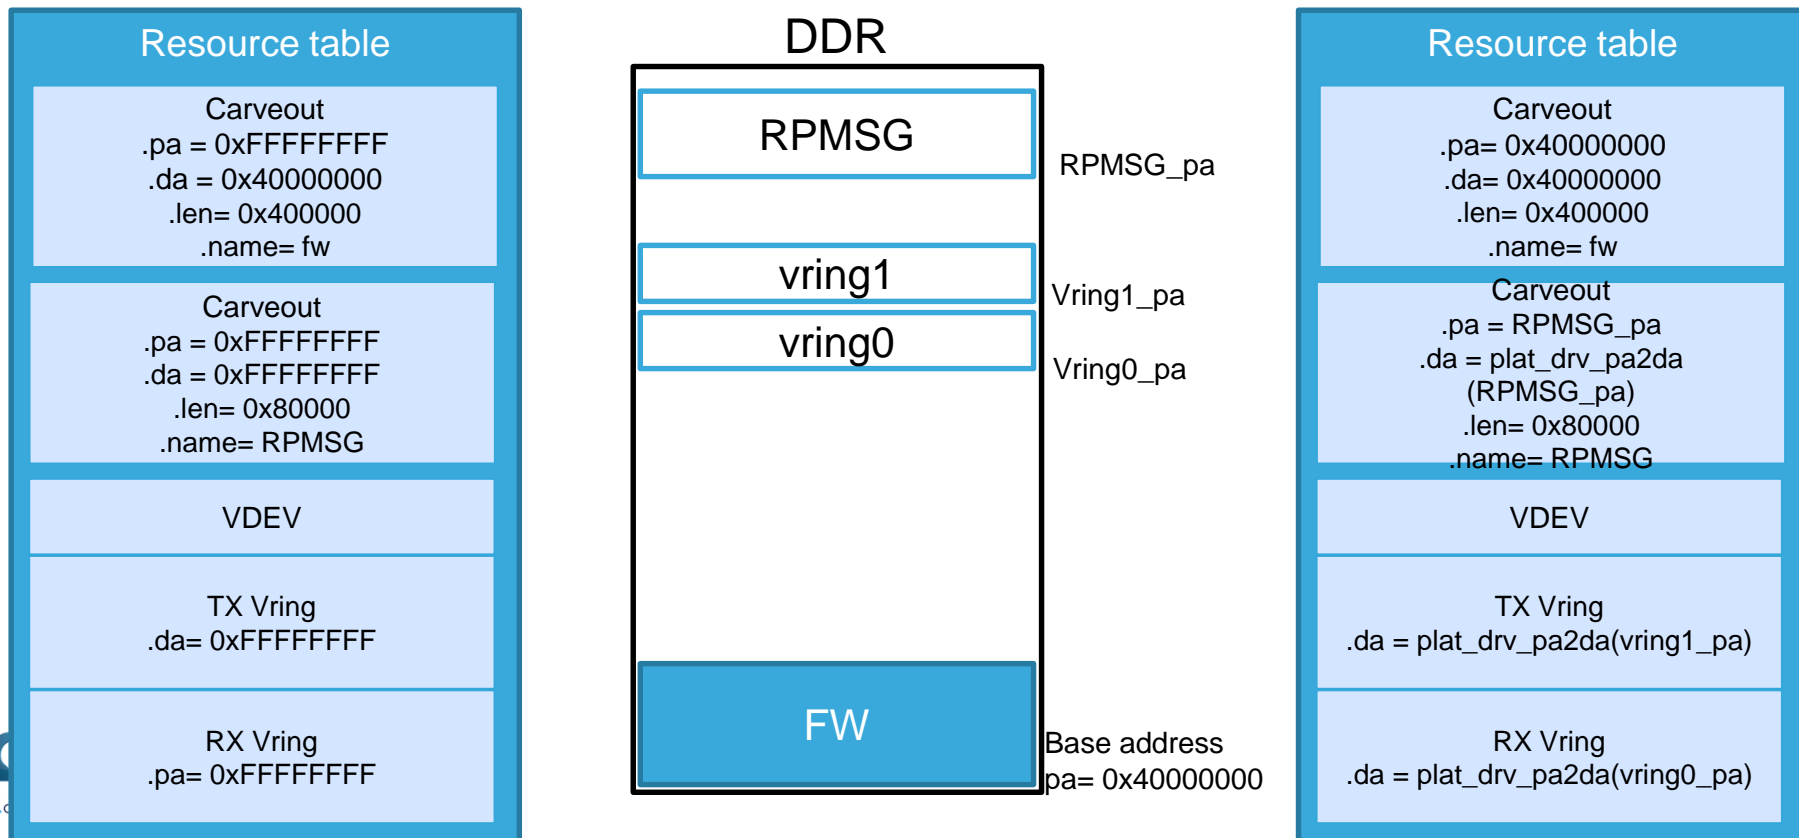 Resource table
Carveout
.pa = 0xFFFFFFFF
.da = 0x40000000
.len= 0x400000
.name= fw
Carveout
.pa = 0xFFFFFFFF
.da = 0xFFFFFFFF
.len= 0x80000
.name= RPMSG
VDEV
TX Vring
.da= 0xFFFFFFFF
RX Vring
.pa= 0xFFFFFFFF
DDR
RPMSG
RPMSG_pa
vring1
Vring1_pa
vring0
Vring0_pa
FW
Base address
pa= 0x40000000
Resource table
Carveout
.pa= 0x40000000
.da= 0x40000000
.len= 0x400000
.name= fw
Carveout
.pa = RPMSG_pa
.da = plat_drv_pa2da
(RPMSG_pa)
.len= 0x80000
.name= RPMSG
VDEV
TX Vring
.da = plat_drv_pa2da(vring1_pa)
RX Vring
.da = plat_drv_pa2da(vring0_pa)